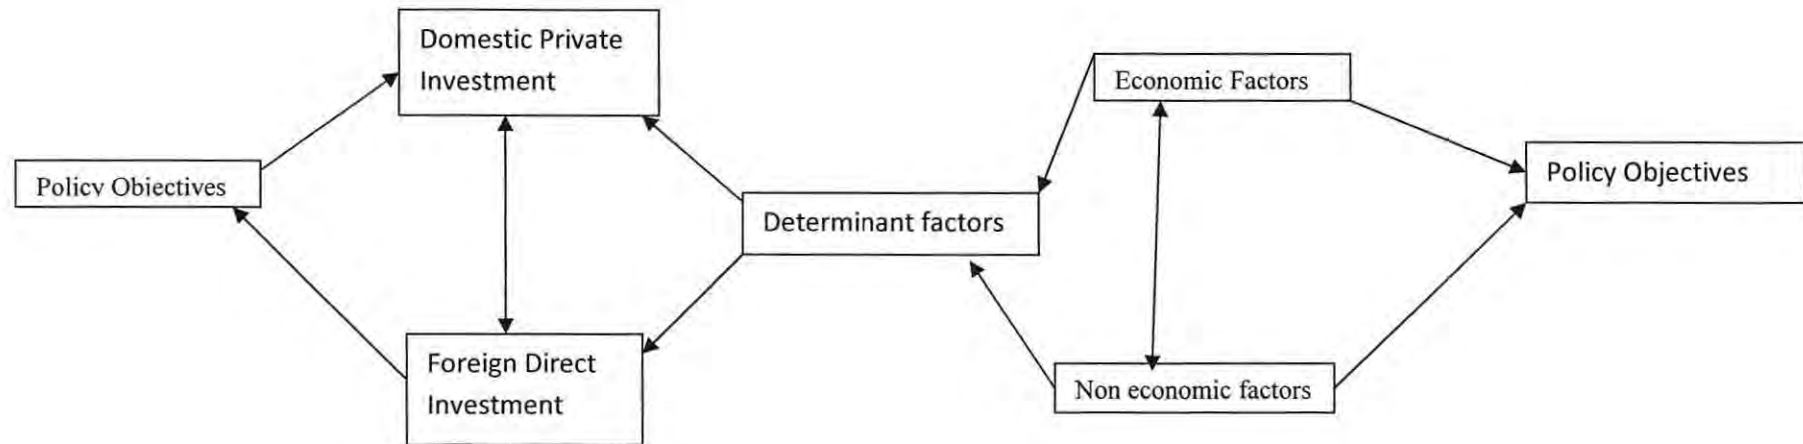 Domestic Private
Investment
Economic Factors
Policy Objectives
Policy Objectives
Determinant factors
Foreign Direct
Investment
Non economic factors